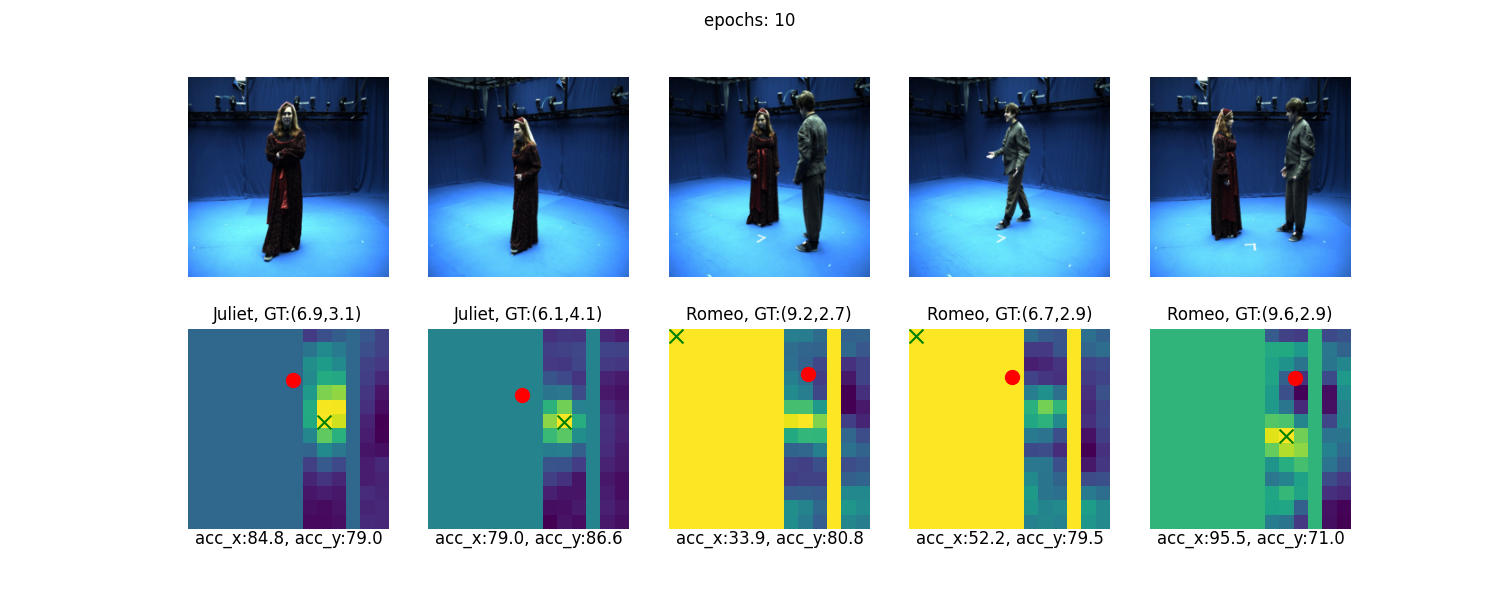 epochs: 10
Juliet, GT:(6.9,3.1)
Juliet, GT:(6.1,4.1)
Romeo, GT:(9.2,2.7)
Romeo, GT:(6.7,2.9)
Romeo, GT:(9.6,2.9)
acc_x:84.8, acc_y:79.0
acc_x:79.0, acc_y:86.6
acc_x:33.9, acc_y:80.8
acc_x:52.2, acc_y:79.5
acc_x:95.5, acc_y:71.0